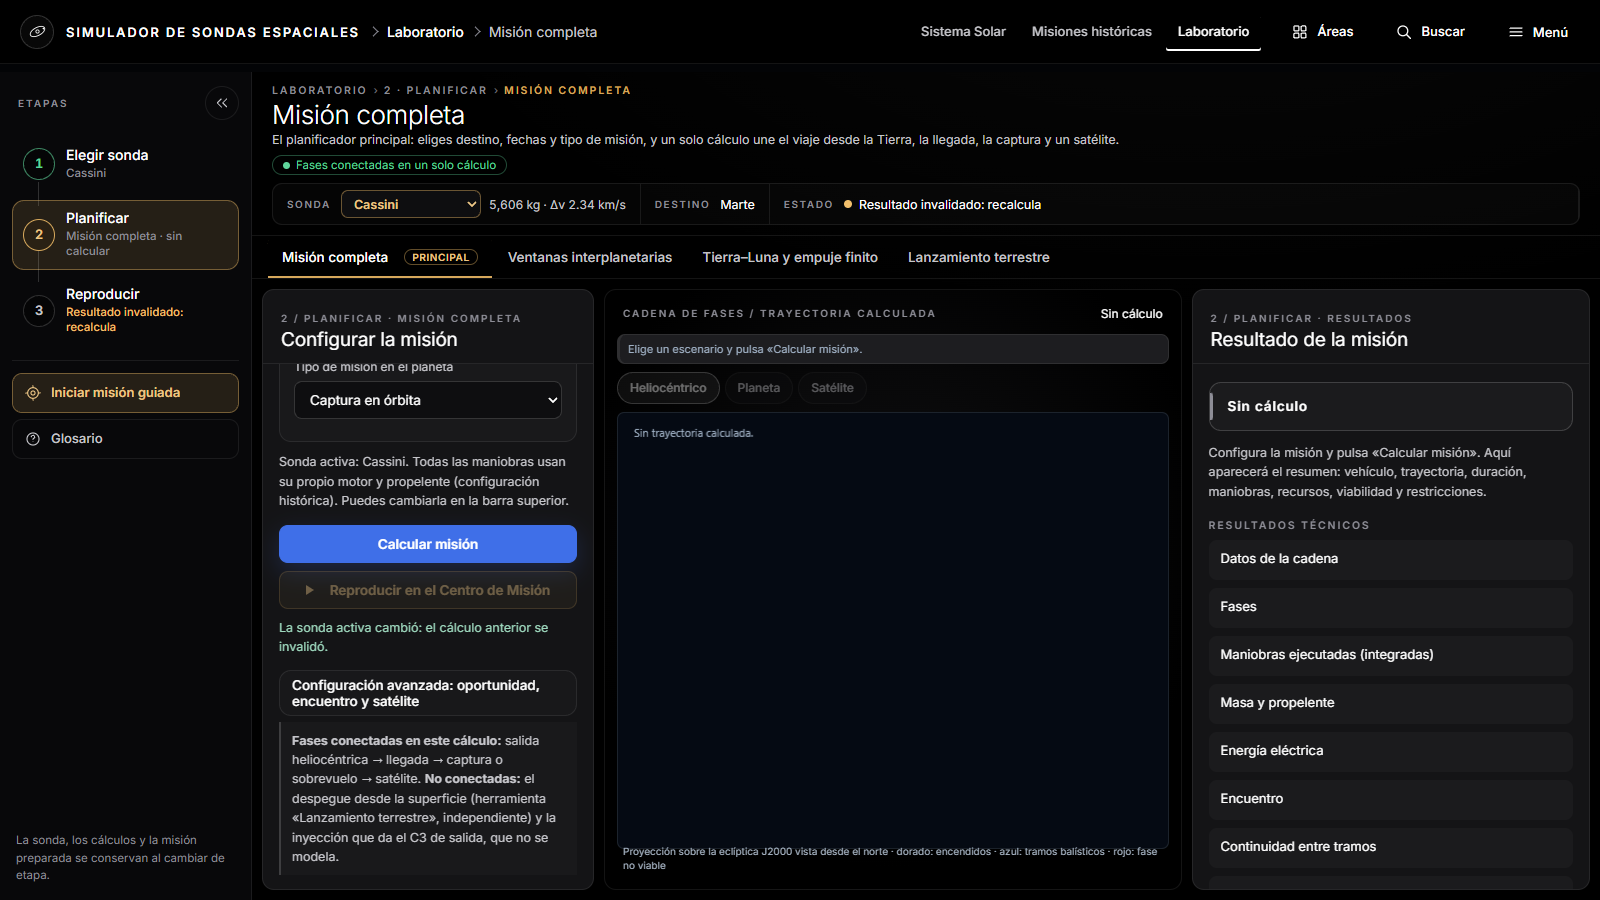 SIMULADOR DE SONDAS ESPACIALES > Laboratorio > Misión completa
Sistema Solar
Misiones históricas
Laboratorio
Áreas
Buscar
Menú
ETAPAS
1
Elegir sonda
Cassini
2
Planificar
Misión completa · sin
calcular
3
Reproducir
Resultado invalidado:
recalcula
Iniciar misión guiada
Glosario
La sonda, los cálculos y la misión
preparada se conservan al cambiar de
etapa.
LABORATORIO › 2 · PLANIFICAR › MISIÓN COMPLETA
Misión completa
El planificador principal: eliges destino, fechas y tipo de misión, y un solo cálculo une el viaje desde la Tierra, la llegada, la captura y un satélite.
Fases conectadas en un solo cálculo
SONDA
Cassini
5,606 kg · Δv 2.34 km/s
DESTINO
Marte
ESTADO
Resultado invalidado: recalcula
Misión completa
PRINCIPAL
Ventanas interplanetarias
Tierra–Luna y empuje finito
Lanzamiento terrestre
2 / PLANIFICAR · MISIÓN COMPLETA
Configurar la misión
Tipo de misión en el planeta
Captura en órbita
Sonda activa: Cassini. Todas las maniobras usan
su propio motor y propelente (configuración
histórica). Puedes cambiarla en la barra superior.
Calcular misión
Reproducir en el Centro de Misión
La sonda activa cambió: el cálculo anterior se
invalidó.
Configuración avanzada: oportunidad,
encuentro y satélite
Fases conectadas en este cálculo: salida
heliocéntrica → llegada → captura o
sobrevuelo → satélite. No conectadas: el
despegue desde la superficie (herramienta
«Lanzamiento terrestre», independiente) y la
inyección que da el C3 de salida, que no se
modela.
CADENA DE FASES / TRAYECTORIA CALCULADA
Sin cálculo
Elige un escenario y pulsa «Calcular misión».
Heliocéntrico
Planeta
Satélite
Sin trayectoria calculada.
Proyección sobre la eclíptica J2000 vista desde el norte · dorado: encendidos · azul: tramos balísticos · rojo: fase
no viable
2 / PLANIFICAR · RESULTADOS
Resultado de la misión
Sin cálculo
Configura la misión y pulsa «Calcular misión». Aquí
aparecerá el resumen: vehículo, trayectoria, duración,
maniobras, recursos, viabilidad y restricciones.
RESULTADOS TÉCNICOS
Datos de la cadena
Fases
Maniobras ejecutadas (integradas)
Masa y propelente
Energía eléctrica
Encuentro
Continuidad entre tramos